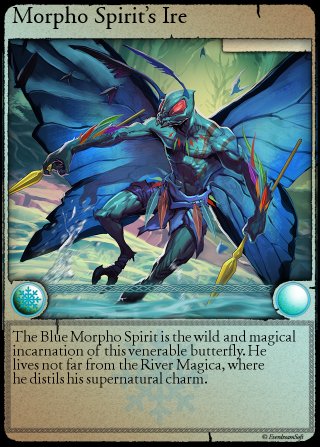 Morpho Spirit's Ire
The Blue Morpho Spirit is the wild and magical
incarnation of this venerable butterfly. He
lives not far from the River Magica, where
he distils his supernatural charm.
© EverdreamSoft